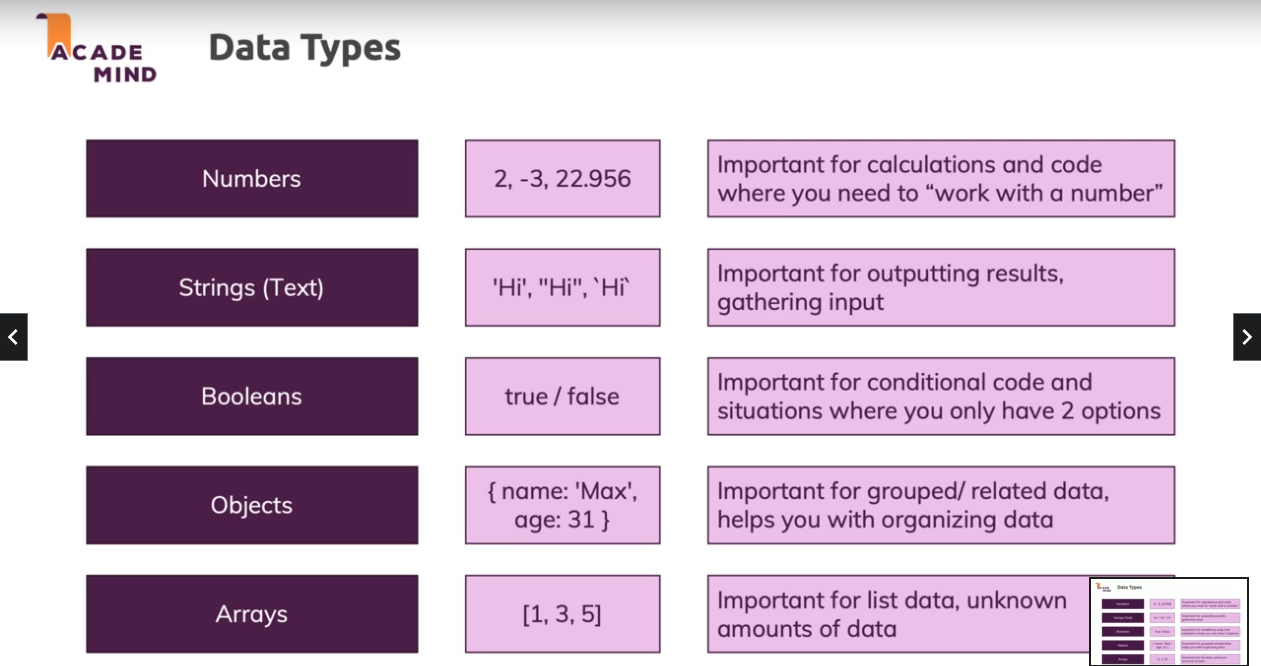 ACADE
MIND
Data Types
Numbers
2, -3, 22.956
Important for calculations and code
where you need to “work with a number”
Strings (Text)
'Hi', "Hi", `Hi`
Important for outputting results,
gathering input
Booleans
true / false
Important for conditional code and
situations where you only have 2 options
Objects
{ name: 'Max',
age: 31 }
Important for grouped/ related data,
helps you with organizing data
Arrays
[1, 3, 5]
Important for list data, unknown
amounts of data
Data Types